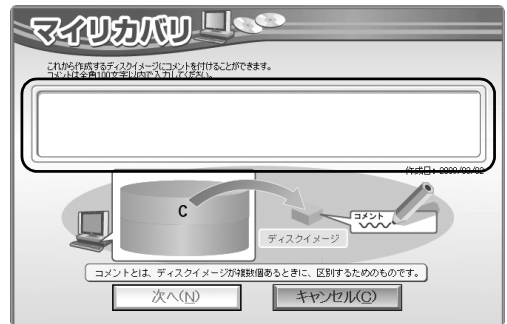 マイリカバリ
これから作成するディスクイメージにコメントを付けることができます。
コメントは全角100文字以内で入力してください。
作成日:
C
コメント
ディスクイメージ
コメントとは、ディスクイメージが複数個あるときに、区別するためのものです。
次へ(N)
キャンセル(C)